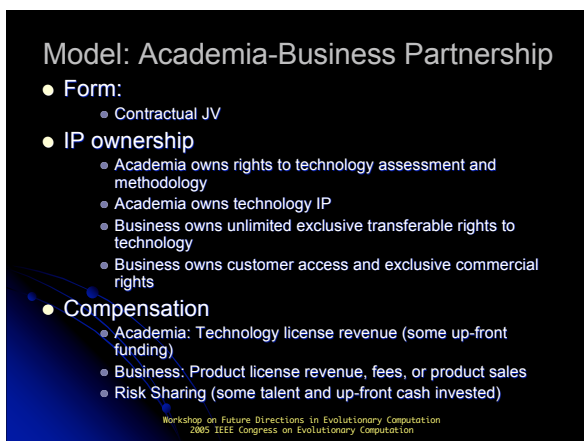 Model: Academia-Business Partnership
Form:
Contractual JV
IP ownership
Academia owns rights to technology assessment and
methodology
Academia owns technology IP
Business owns unlimited exclusive transferable rights to
technology
Business owns customer access and exclusive commercial
rights
Compensation
Academia: Technology license revenue (some up-front
funding)
Business: Product license revenue, fees, or product sales
Risk Sharing (some talent and up-front cash invested)
Workshop on Future Directions in Evolutionary Computation
2005 IEEE Congress on Evolutionary Computation